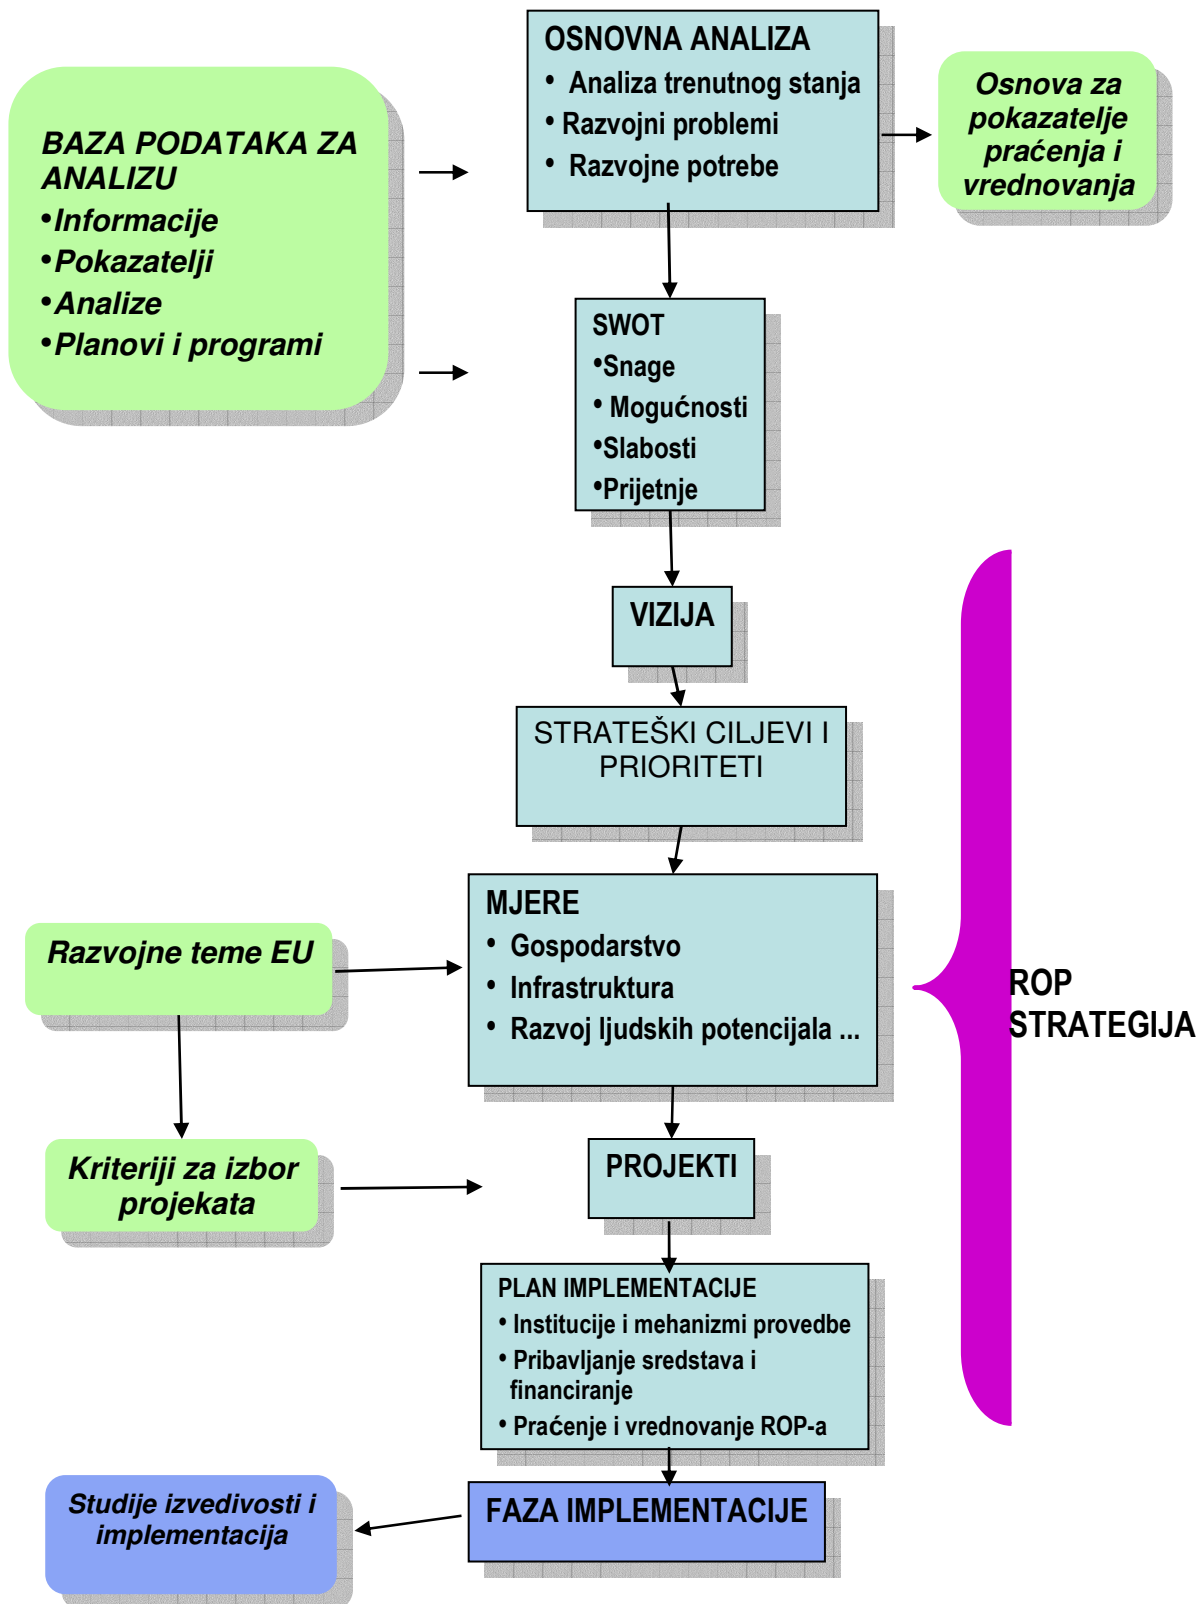 OSNOVNA ANALIZA
• Analiza trenutnog stanja
• Razvojni problemi
• Razvojne potrebe
Osnova za
pokazatelje
praćenja i
vrednovanja
BAZA PODATAKA ZA
ANALIZU
•Informacije
•Pokazatelji
•Analize
•Planovi i programi
SWOT
•Snage
• Mogućnosti
•Slabosti
•Prijetnje
VIZIJA
STRATEŠKI CILJEVI I
PRIORITETI
MJERE
• Gospodarstvo
• Infrastruktura
• Razvoj ljudskih potencijala ...
Razvojne teme EU
ROP
STRATEGIJA
Kriteriji za izbor
projekata
PROJEKTI
PLAN IMPLEMENTACIJE
• Institucije i mehanizmi provedbe
• Pribavljanje sredstava i
financiranje
• Praćenje i vrednovanje ROP-a
Studije izvedivosti i
implementacija
FAZA IMPLEMENTACIJE